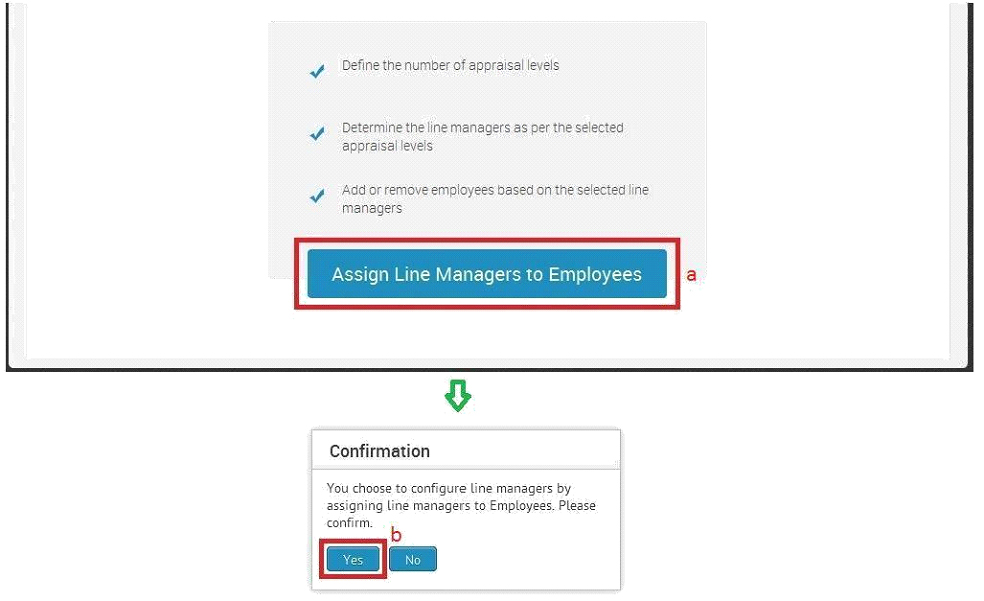 Define the number of appraisal levels
Determine the line managers as per the selected
appraisal levels
Add or remove employees based on the selected line
managers
Assign Line Managers to Employees
a
Confirmation
You choose to configure line managers by
assigning line managers to Employees. Please
confirm.
b
Yes
No